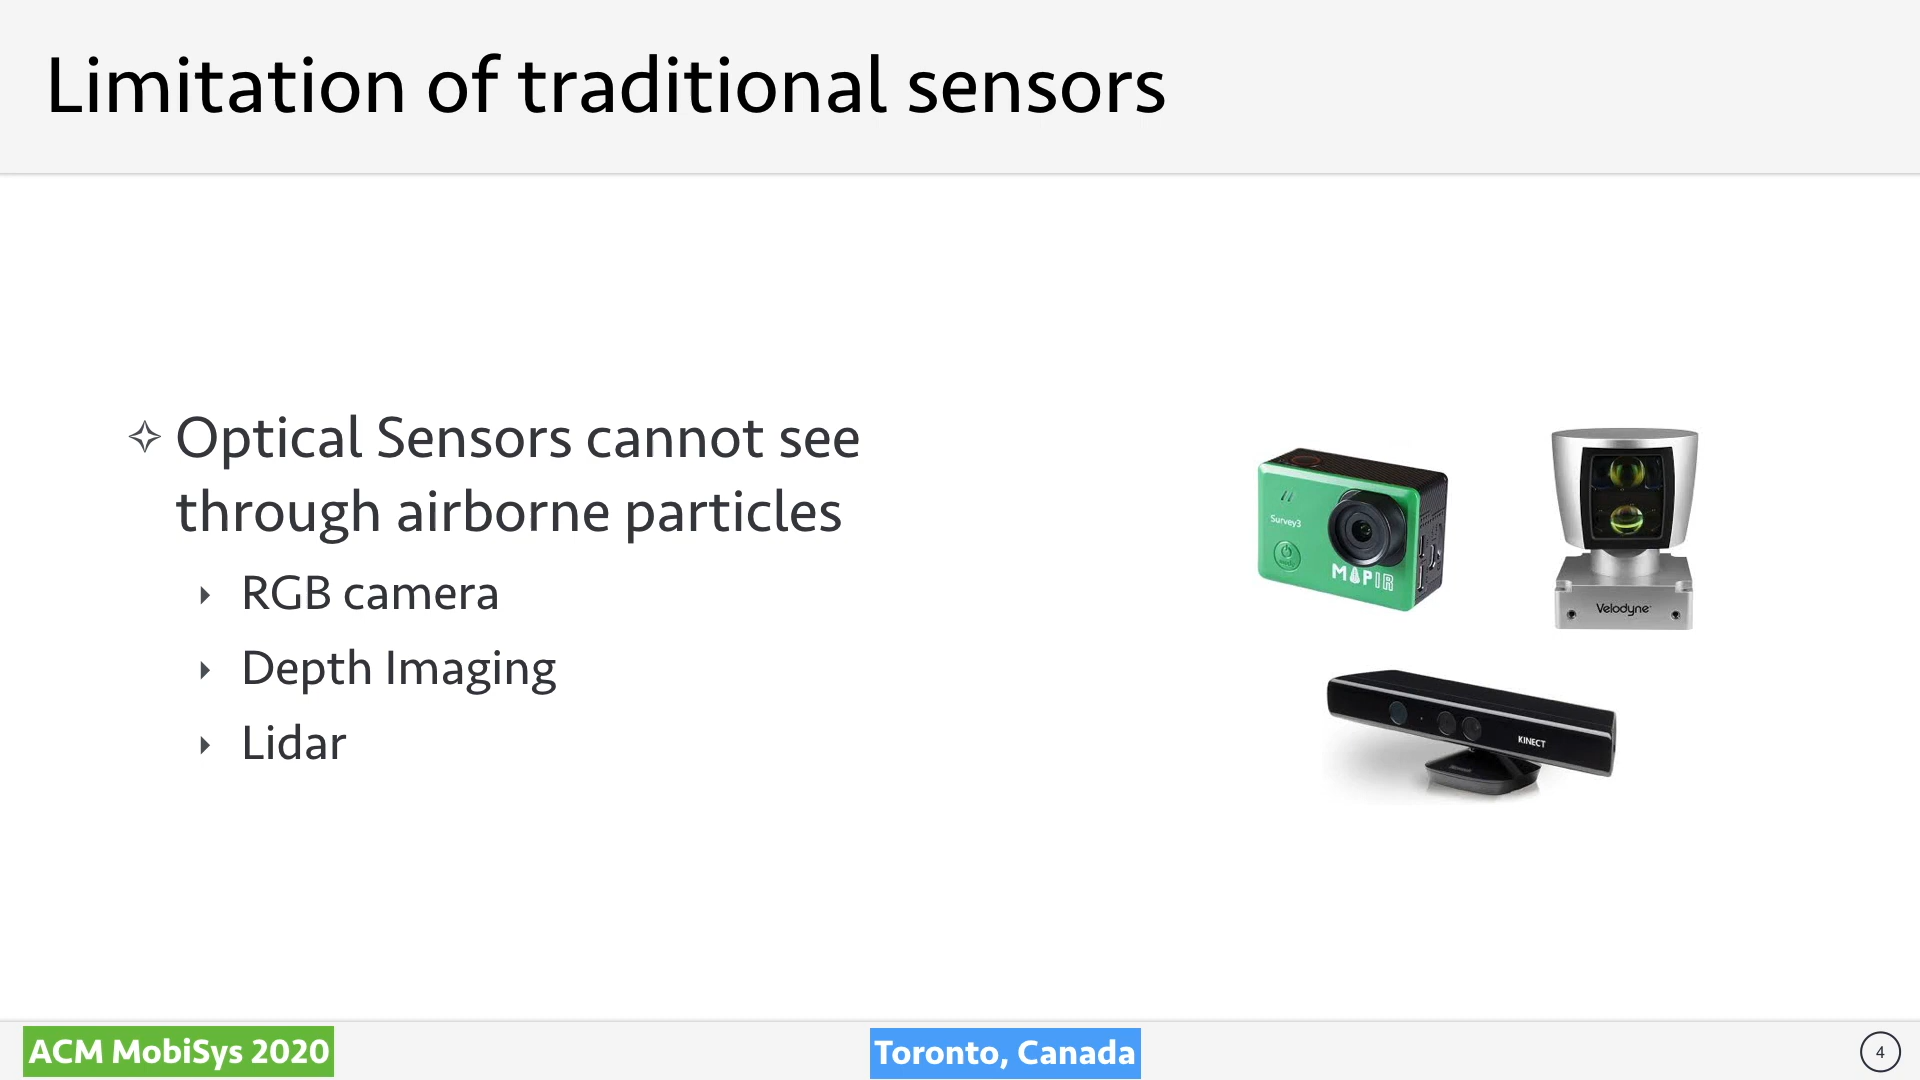 Limitation of traditional sensors
Optical Sensors cannot see
through airborne particles
RGB camera
Depth Imaging
Lidar
Survey3
MAPIR
Velodyne
KINECT
ACM MobiSys 2020
Toronto, Canada
4